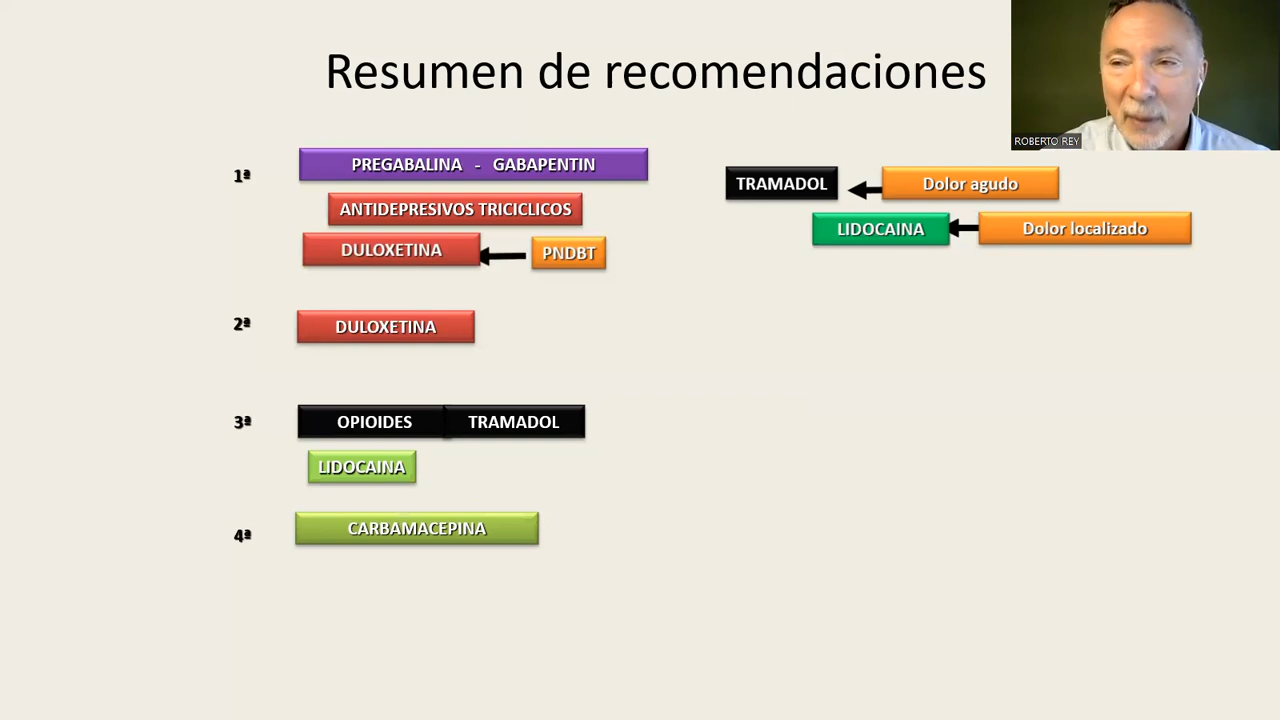 Resumen de recomendaciones
ROBERTO REY
1ª
PREGABALINA - GABAPENTIN
ANTIDEPRESIVOS TRICICLICOS
DULOXETINA
PNDBT
TRAMADOL
Dolor agudo
LIDOCAINA
Dolor localizado
2ª
DULOXETINA
3ª
OPIOIDES
TRAMADOL
LIDOCAINA
4ª
CARBAMACEPINA